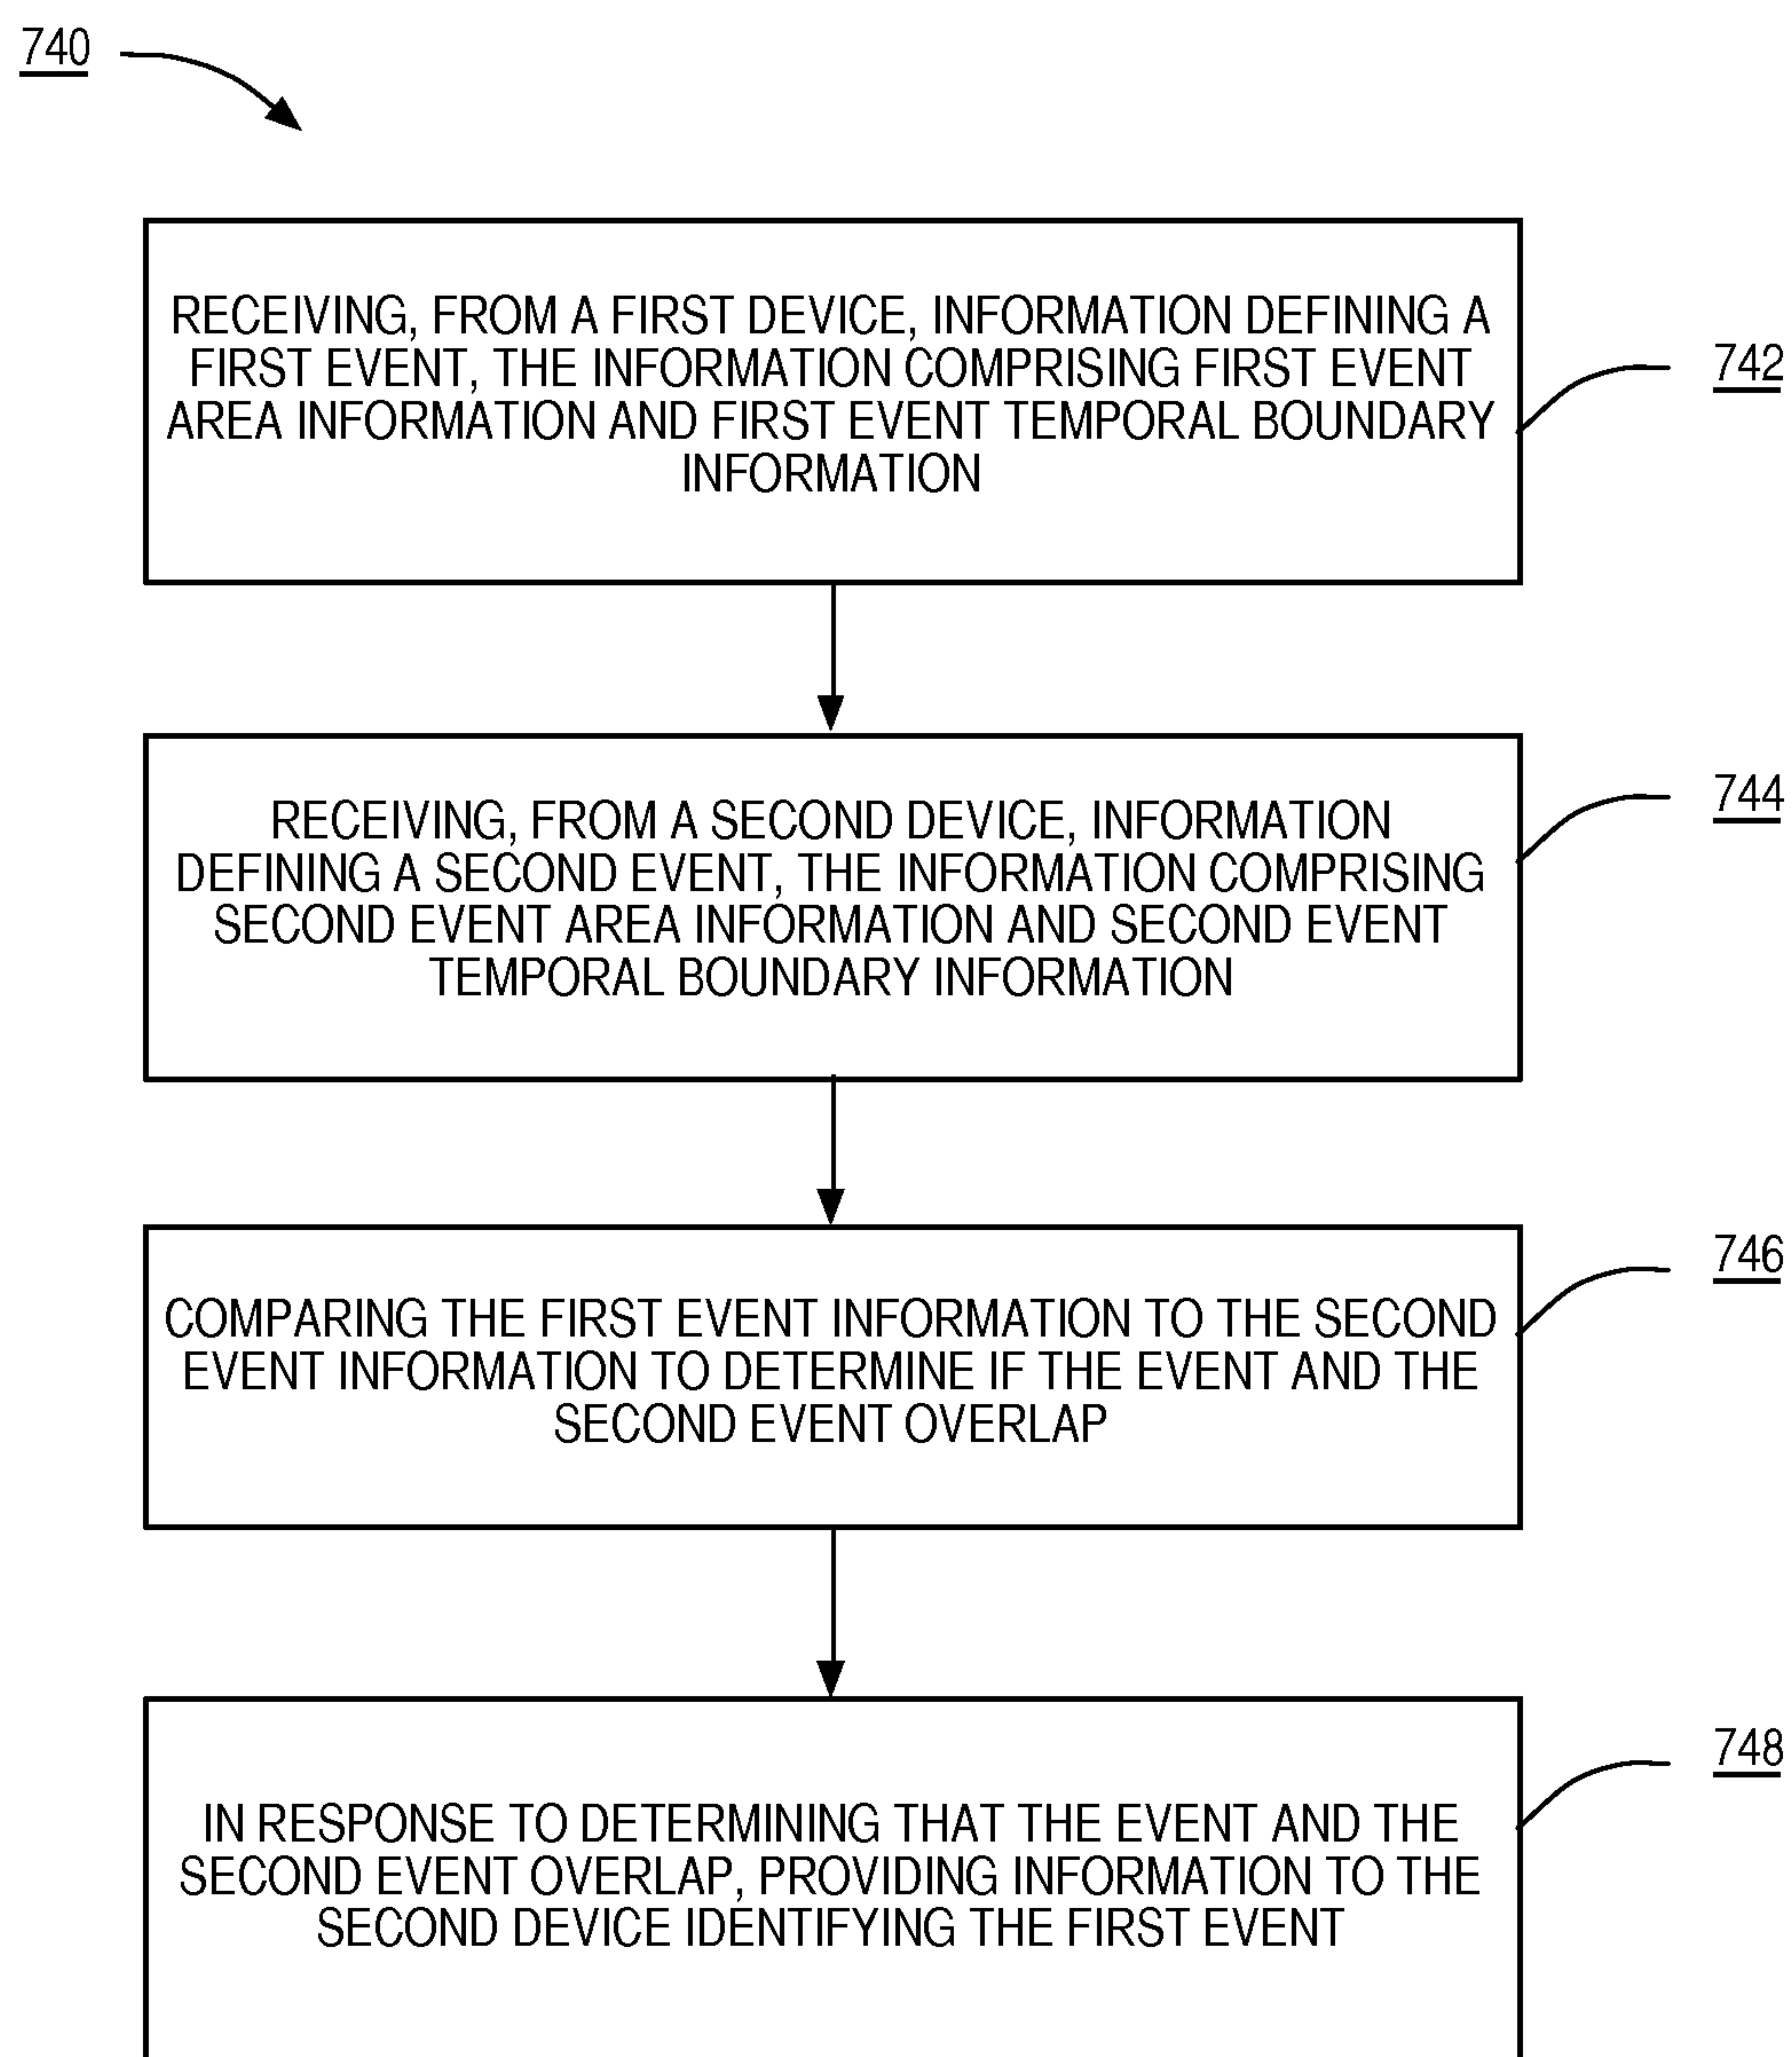 740
RECEIVING, FROM A FIRST DEVICE, INFORMATION DEFINING A
FIRST EVENT, THE INFORMATION COMPRISING FIRST EVENT
AREA INFORMATION AND FIRST EVENT TEMPORAL BOUNDARY
INFORMATION
742
RECEIVING, FROM A SECOND DEVICE, INFORMATION
DEFINING A SECOND EVENT, THE INFORMATION COMPRISING
SECOND EVENT AREA INFORMATION AND SECOND EVENT
TEMPORAL BOUNDARY INFORMATION
744
COMPARING THE FIRST EVENT INFORMATION TO THE SECOND
EVENT INFORMATION TO DETERMINE IF THE EVENT AND THE
SECOND EVENT OVERLAP
746
IN RESPONSE TO DETERMINING THAT THE EVENT AND THE
SECOND EVENT OVERLAP, PROVIDING INFORMATION TO THE
SECOND DEVICE IDENTIFYING THE FIRST EVENT
748